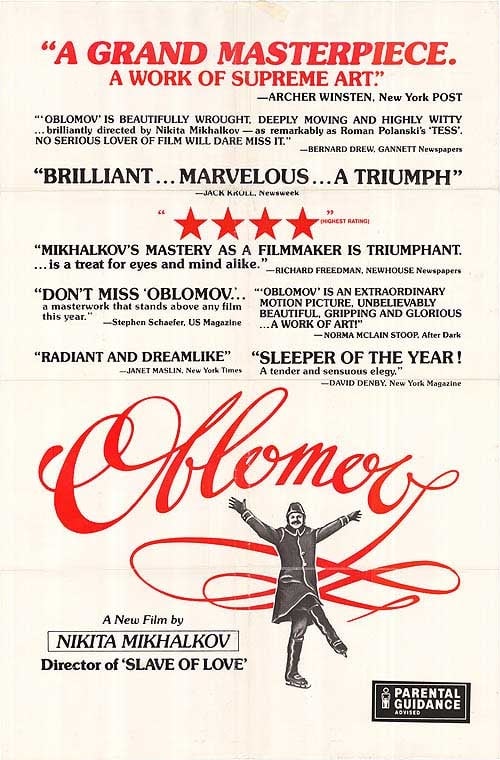 “A GRAND MASTERPIECE.
A WORK OF SUPREME ART.”
—ARCHER WINSTEN, New York POST
“‘OBLOMOV’ IS BEAUTIFULLY WROUGHT, DEEPLY MOVING AND HIGHLY WITTY
...brilliantly directed by Nikita Mikhalkov — as remarkably as Roman Polanski's ‘TESS’.
NO SERIOUS LOVER OF FILM WILL DARE MISS IT.”
—BERNARD DREW, GANNETT Newspapers
“BRILLIANT...MARVELOUS...A TRIUMPH”
—JACK KROLL, Newsweek
“ ★★★★ ” (HIGHEST RATING)
“MIKHALKOV'S MASTERY AS A FILMMAKER IS TRIUMPHANT.
...is a treat for eyes and mind alike.” —RICHARD FREEDMAN, NEWHOUSE Newspapers
“DON'T MISS ‘OBLOMOV’...
a masterwork that stands above any film
this year.” —Stephen Schaefer, US Magazine
“‘OBLOMOV’ IS AN EXTRAORDINARY
MOTION PICTURE, UNBELIEVABLY
BEAUTIFUL, GRIPPING AND GLORIOUS
...A WORK OF ART!”
—NORMA MCLAIN STOOP, After Dark
“RADIANT AND DREAMLIKE”
—JANET MASLIN, New York Times
“SLEEPER OF THE YEAR!
A tender and sensuous elegy.”
—DAVID DENBY, New York Magazine
Oblomov
A New Film by
NIKITA MIKHALKOV
Director of ‘SLAVE OF LOVE’
PARENTAL
GUIDANCE
ADVISED